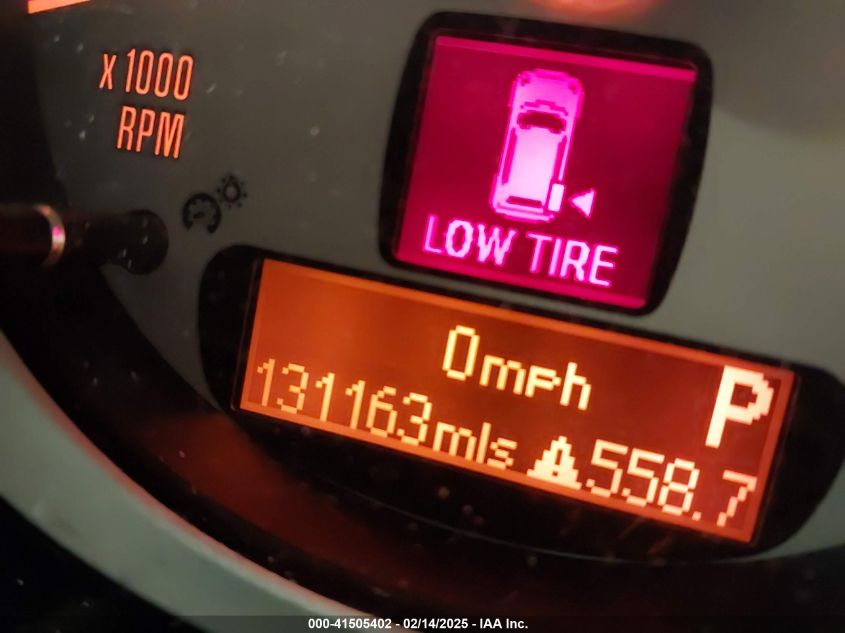 x 1000
RPM
LOW TIRE
0mph
P
131163mls 558.7
000-41505402 - 02/14/2025 - IAA Inc.